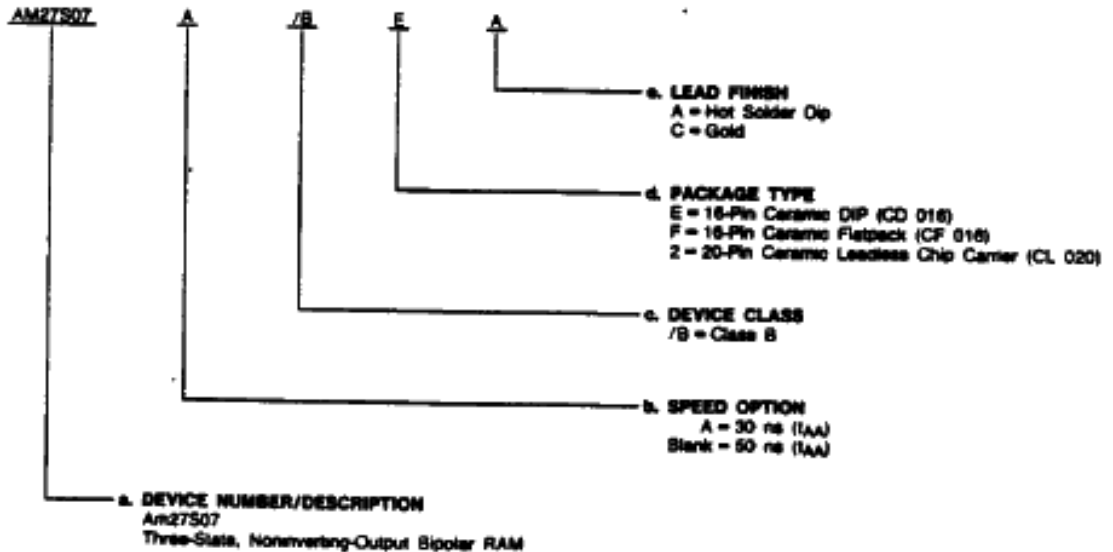 AM27S07 A /B E A
e. LEAD FINISH
A = Hot Solder Dip
C = Gold
d. PACKAGE TYPE
E = 16-Pin Ceramic DIP (CD 016)
F = 16-Pin Ceramic Flatpack (CF 016)
2 = 20-Pin Ceramic Leadless Chip Carrier (CL 020)
c. DEVICE CLASS
/B = Class B
b. SPEED OPTION
A = 30 ns (tAA)
Blank = 50 ns (tAA)
a. DEVICE NUMBER/DESCRIPTION
Am27S07
Three-State, Noninverting-Output Bipolar RAM